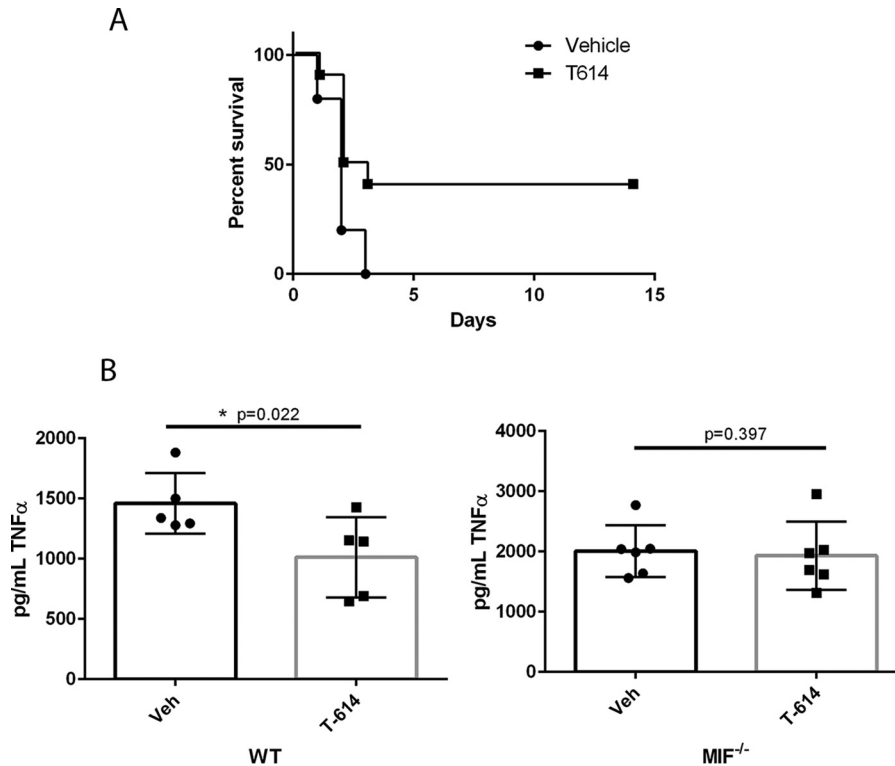 A
Vehicle
T614
100
50
0
Percent survival
0 5 10 15
Days
B
* p=0.022
2000
1500
1000
500
0
pg/mL TNFα
Veh T-614
WT
p=0.397
4000
3000
2000
1000
0
pg/mL TNFα
Veh T-614
MIF-/-